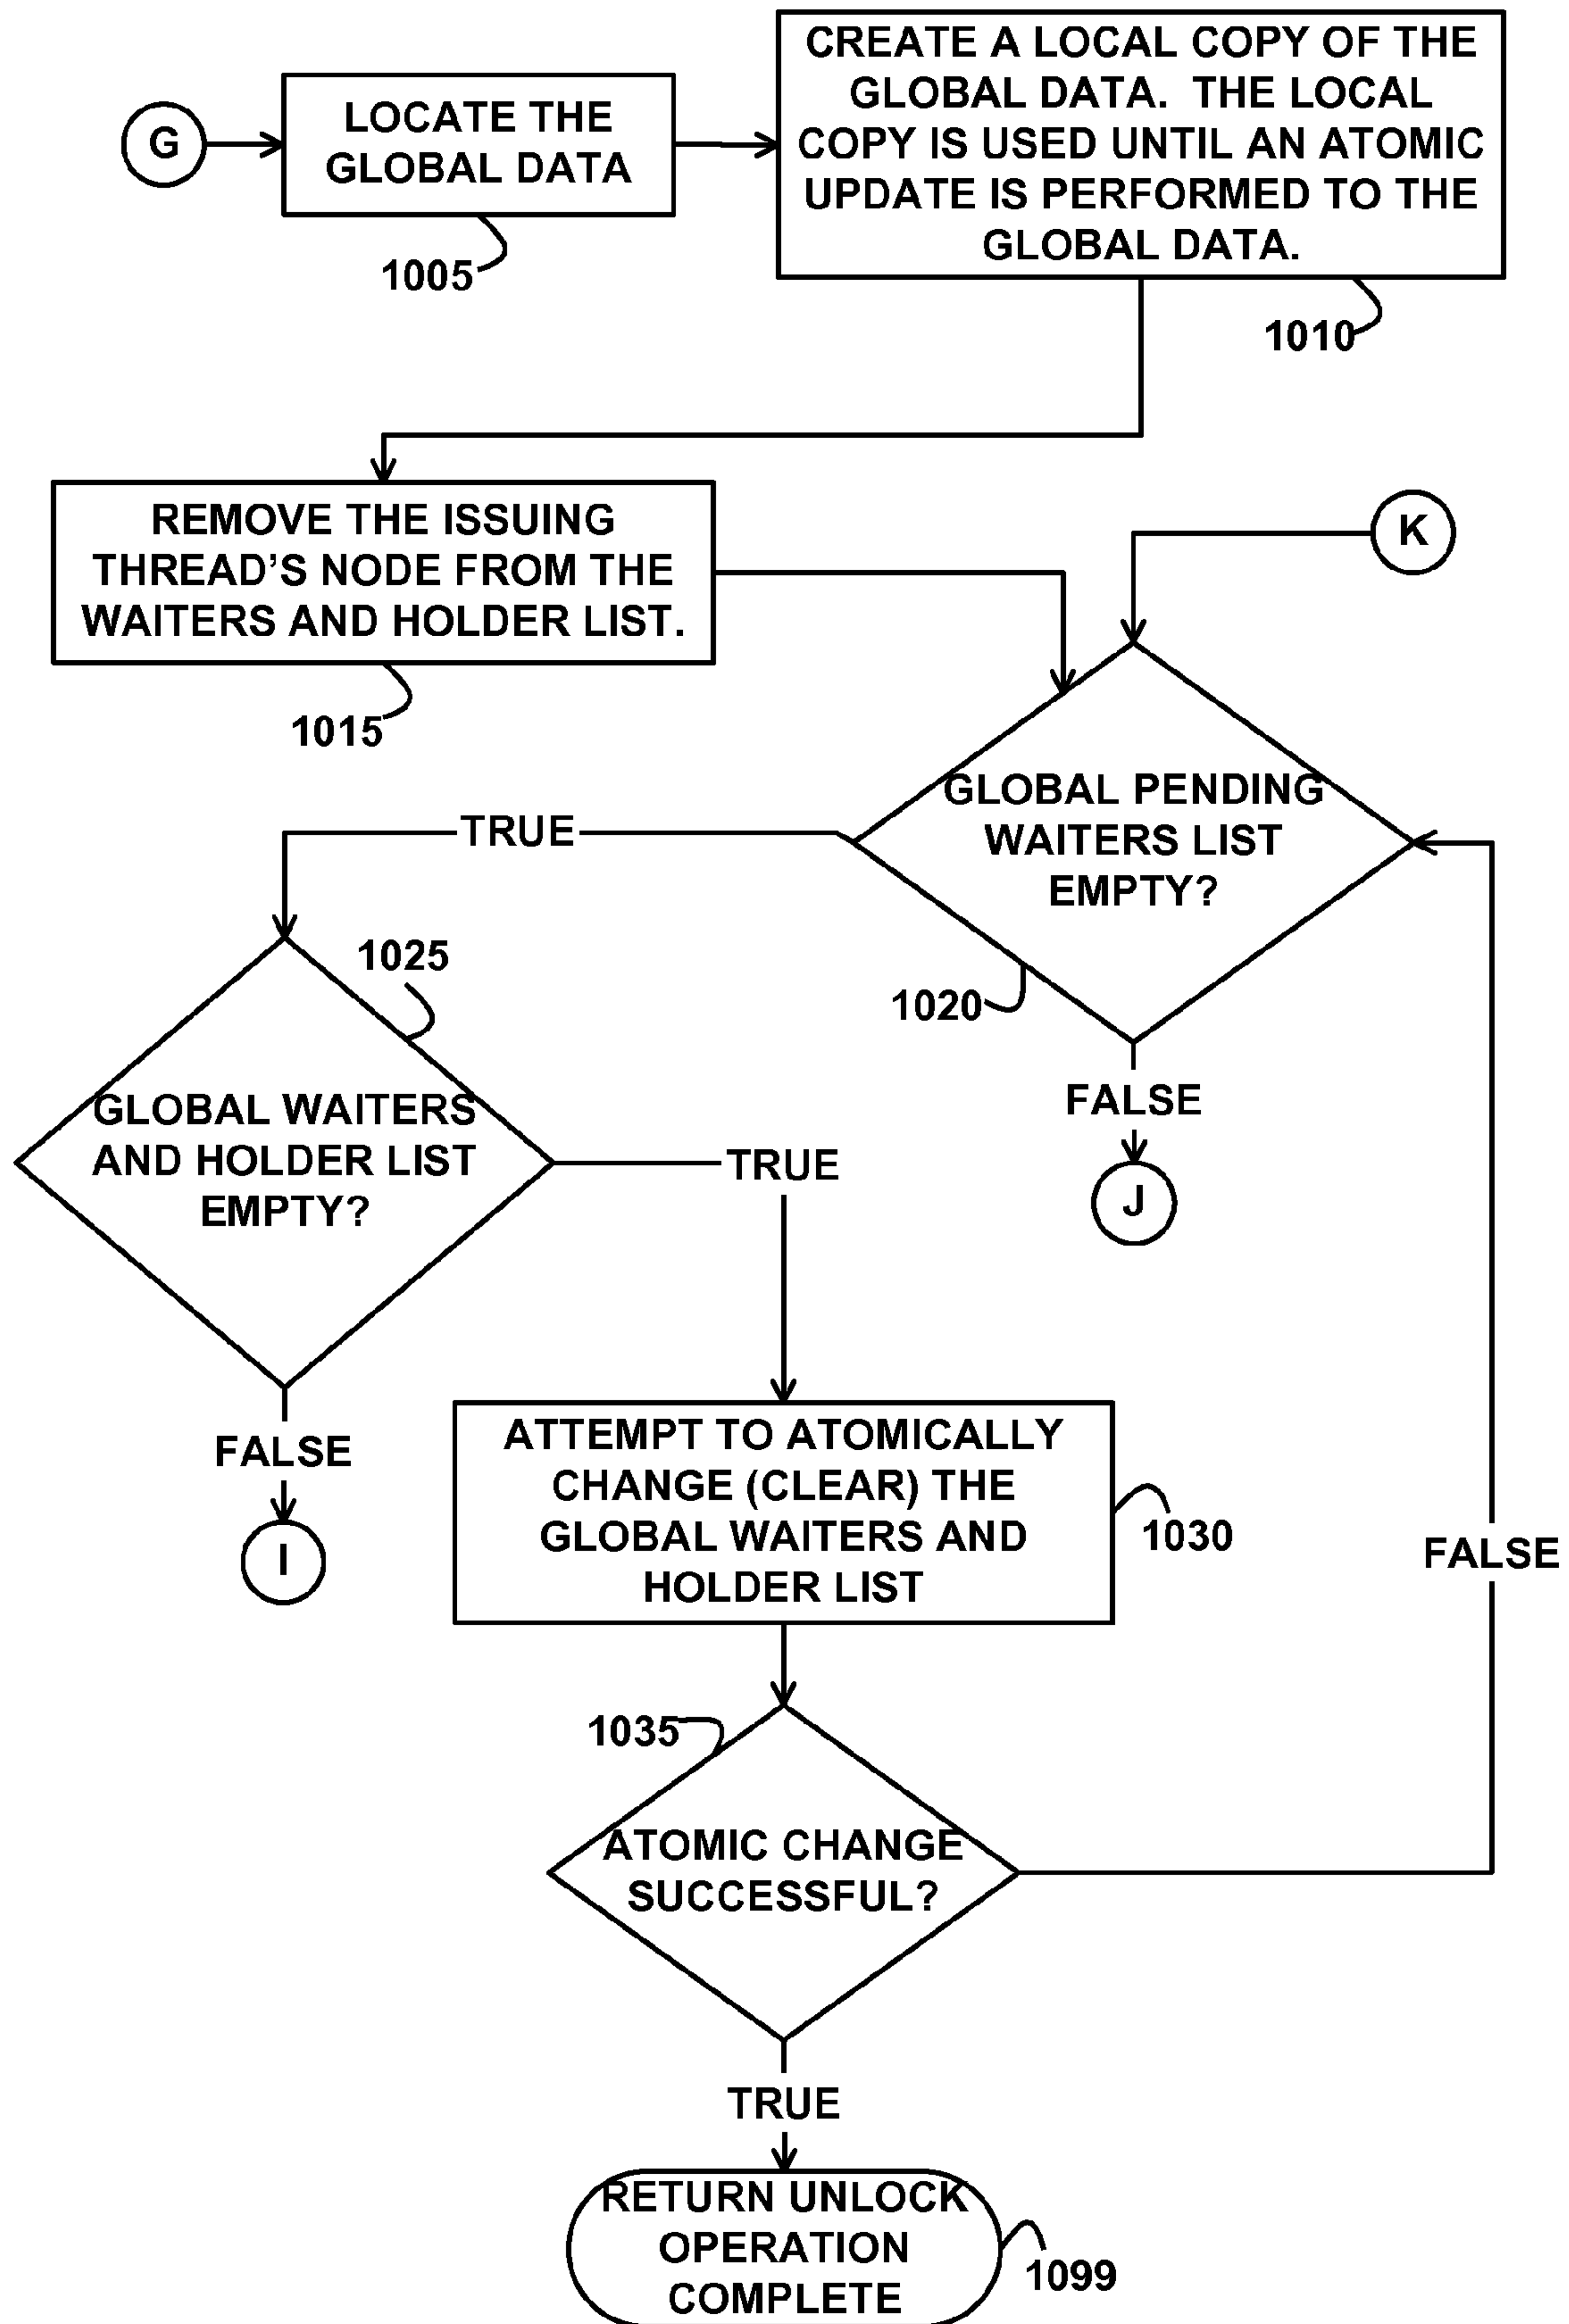 G
LOCATE THE
GLOBAL DATA
1005
CREATE A LOCAL COPY OF THE
GLOBAL DATA.  THE LOCAL
COPY IS USED UNTIL AN ATOMIC
UPDATE IS PERFORMED TO THE
GLOBAL DATA.
1010
REMOVE THE ISSUING
THREAD'S NODE FROM THE
WAITERS AND HOLDER LIST.
1015
K
GLOBAL PENDING
WAITERS LIST
EMPTY?
1020
TRUE
FALSE
J
1025
GLOBAL WAITERS
AND HOLDER LIST
EMPTY?
TRUE
FALSE
I
ATTEMPT TO ATOMICALLY
CHANGE (CLEAR) THE
GLOBAL WAITERS AND
HOLDER LIST
1030
FALSE
1035
ATOMIC CHANGE
SUCCESSFUL?
TRUE
RETURN UNLOCK
OPERATION
COMPLETE
1099